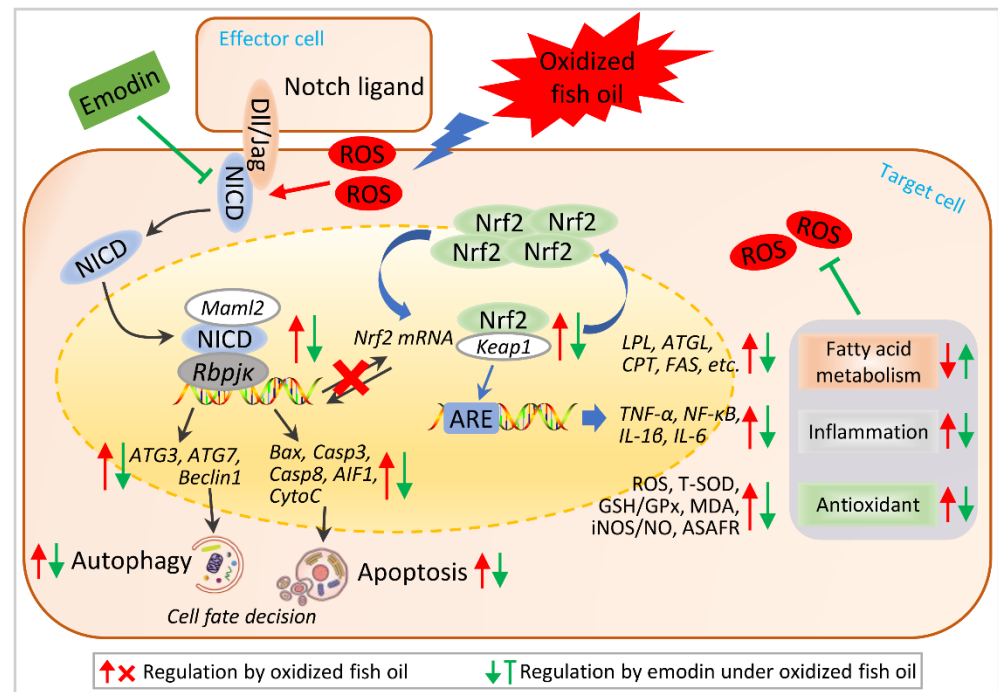 Effector cell
Notch ligand
Oxidized
fish oil
Emodin
Dll/Jag
NICD
ROS
ROS
Target cell
NICD
Nrf2
Nrf2
Nrf2
Nrf2
ROS
ROS
Maml2
NICD
Rbpjκ
Nrf2 mRNA
Nrf2
Keap1
LPL, ATGL,
CPT, FAS, etc.
Fatty acid
metabolism
ARE
TNF-α, NF-κB,
IL-1β, IL-6
Inflammation
ATG3, ATG7,
Beclin1
Bax, Casp3,
Casp8, AIF1,
CytoC
ROS, T-SOD,
GSH/GPx, MDA,
iNOS/NO, ASAFR
Antioxidant
Autophagy
Apoptosis
Cell fate decision
Regulation by oxidized fish oil
Regulation by emodin under oxidized fish oil